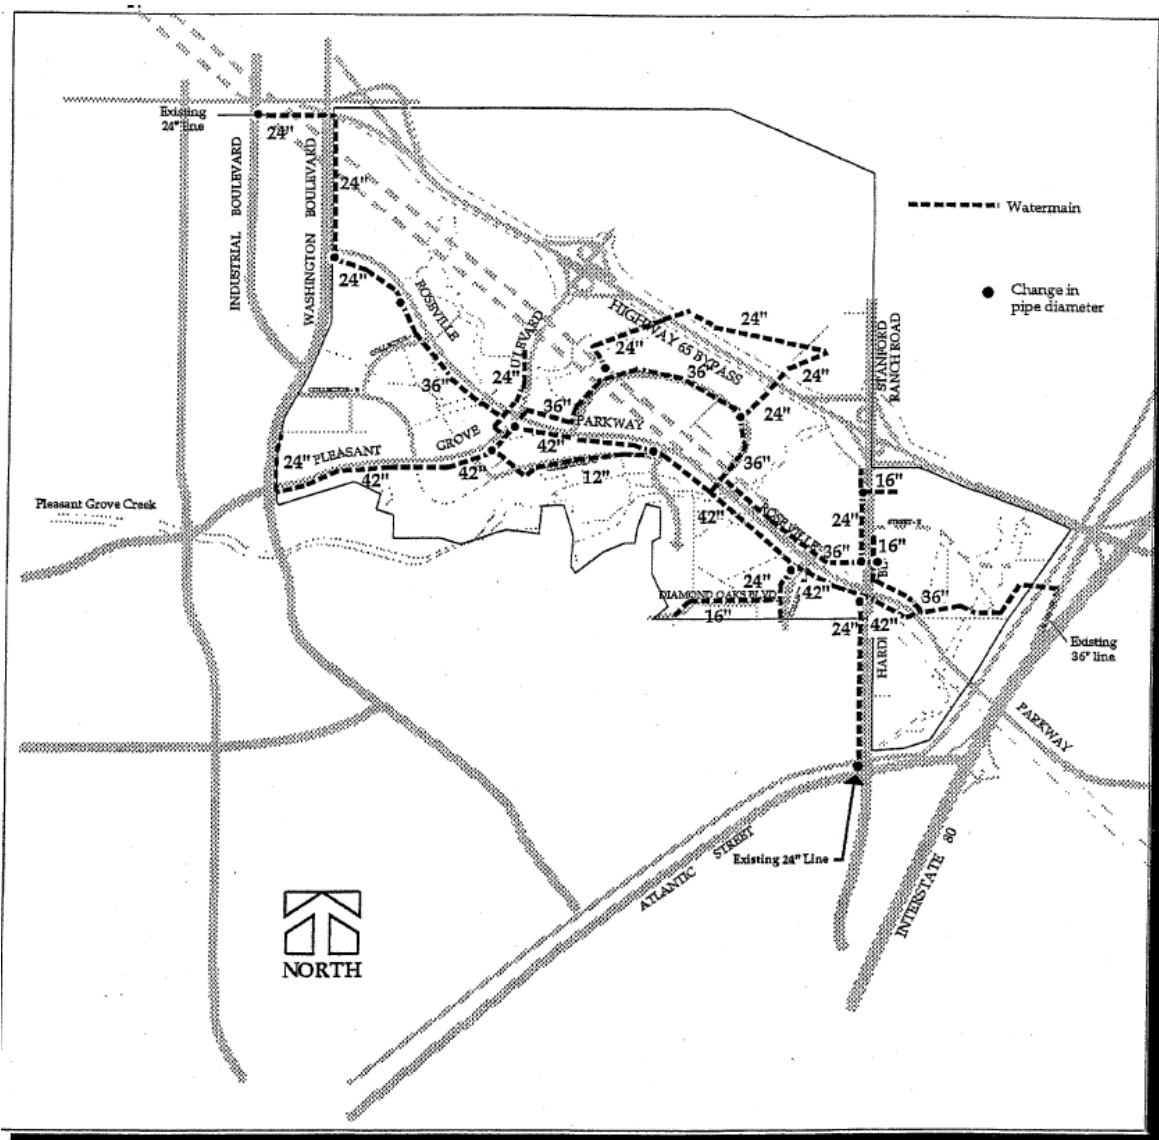 Existing
24" line
24"
INDUSTRIAL BOULEVARD
WASHINGTON BOULEVARD
24"
24"
Watermain
Change in
pipe diameter
ROSEVILLE
HIGHWAY 65 BYPASS
24"
24"
24"
24"
STANFORD
RANCH ROAD
ULEVARD
24"
36"
36"
36"
PARKWAY
GROVE
PLEASANT
24"
42"
42"
42"
12"
36"
42"
16"
24"
STREET-E
16"
Pleasant Grove Creek
ROSEVILLE
36"
BL
24"
42"
DIAMOND OAKS BLVD
16"
36"
24"
42"
HARDI
Existing
36" line
PARKWAY
Existing 24" Line
ATLANTIC STREET
INTERSTATE 80
NORTH